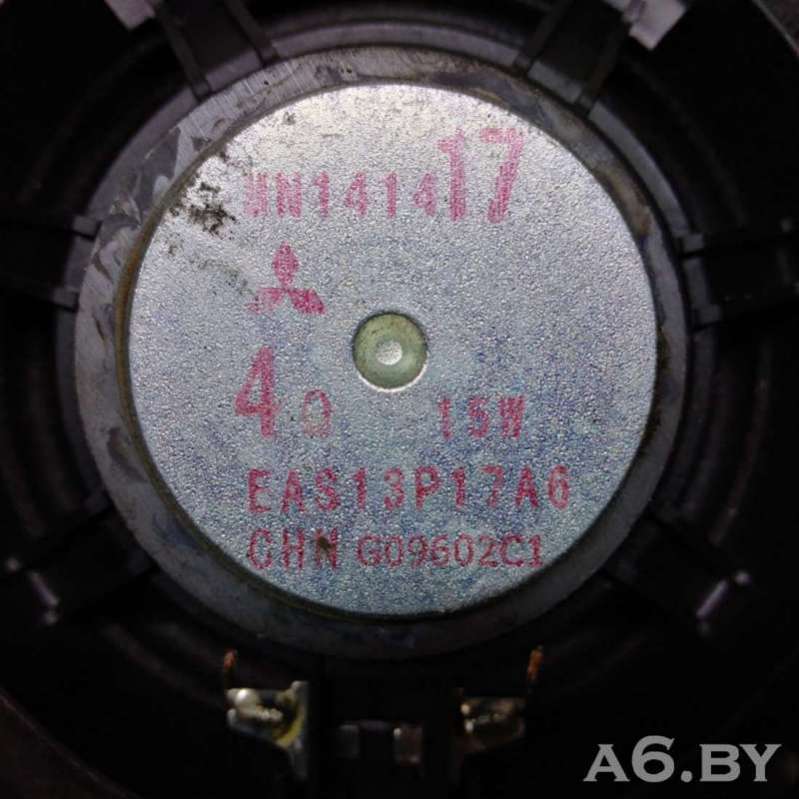 MN141417
4Ω 15W
EAS13P17A6
CHN G09602C1
A6.BY